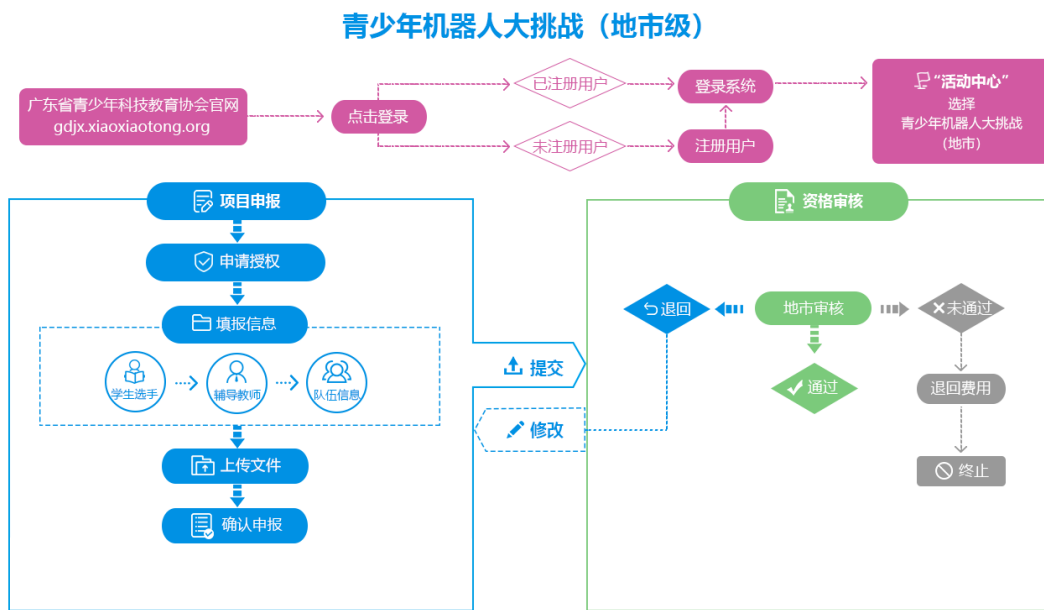 青少年机器人大挑战（地市级）
广东省青少年科技教育协会官网
gdjx.xiaoxiaotong.org
点击登录
已注册用户
未注册用户
登录系统
注册用户
“活动中心”
选择
青少年机器人大挑战
（地市）
项目申报
申请授权
填报信息
学生选手
辅导教师
队伍信息
上传文件
确认申报
提交
修改
资格审核
退回
地市审核
未通过
通过
退回费用
终止